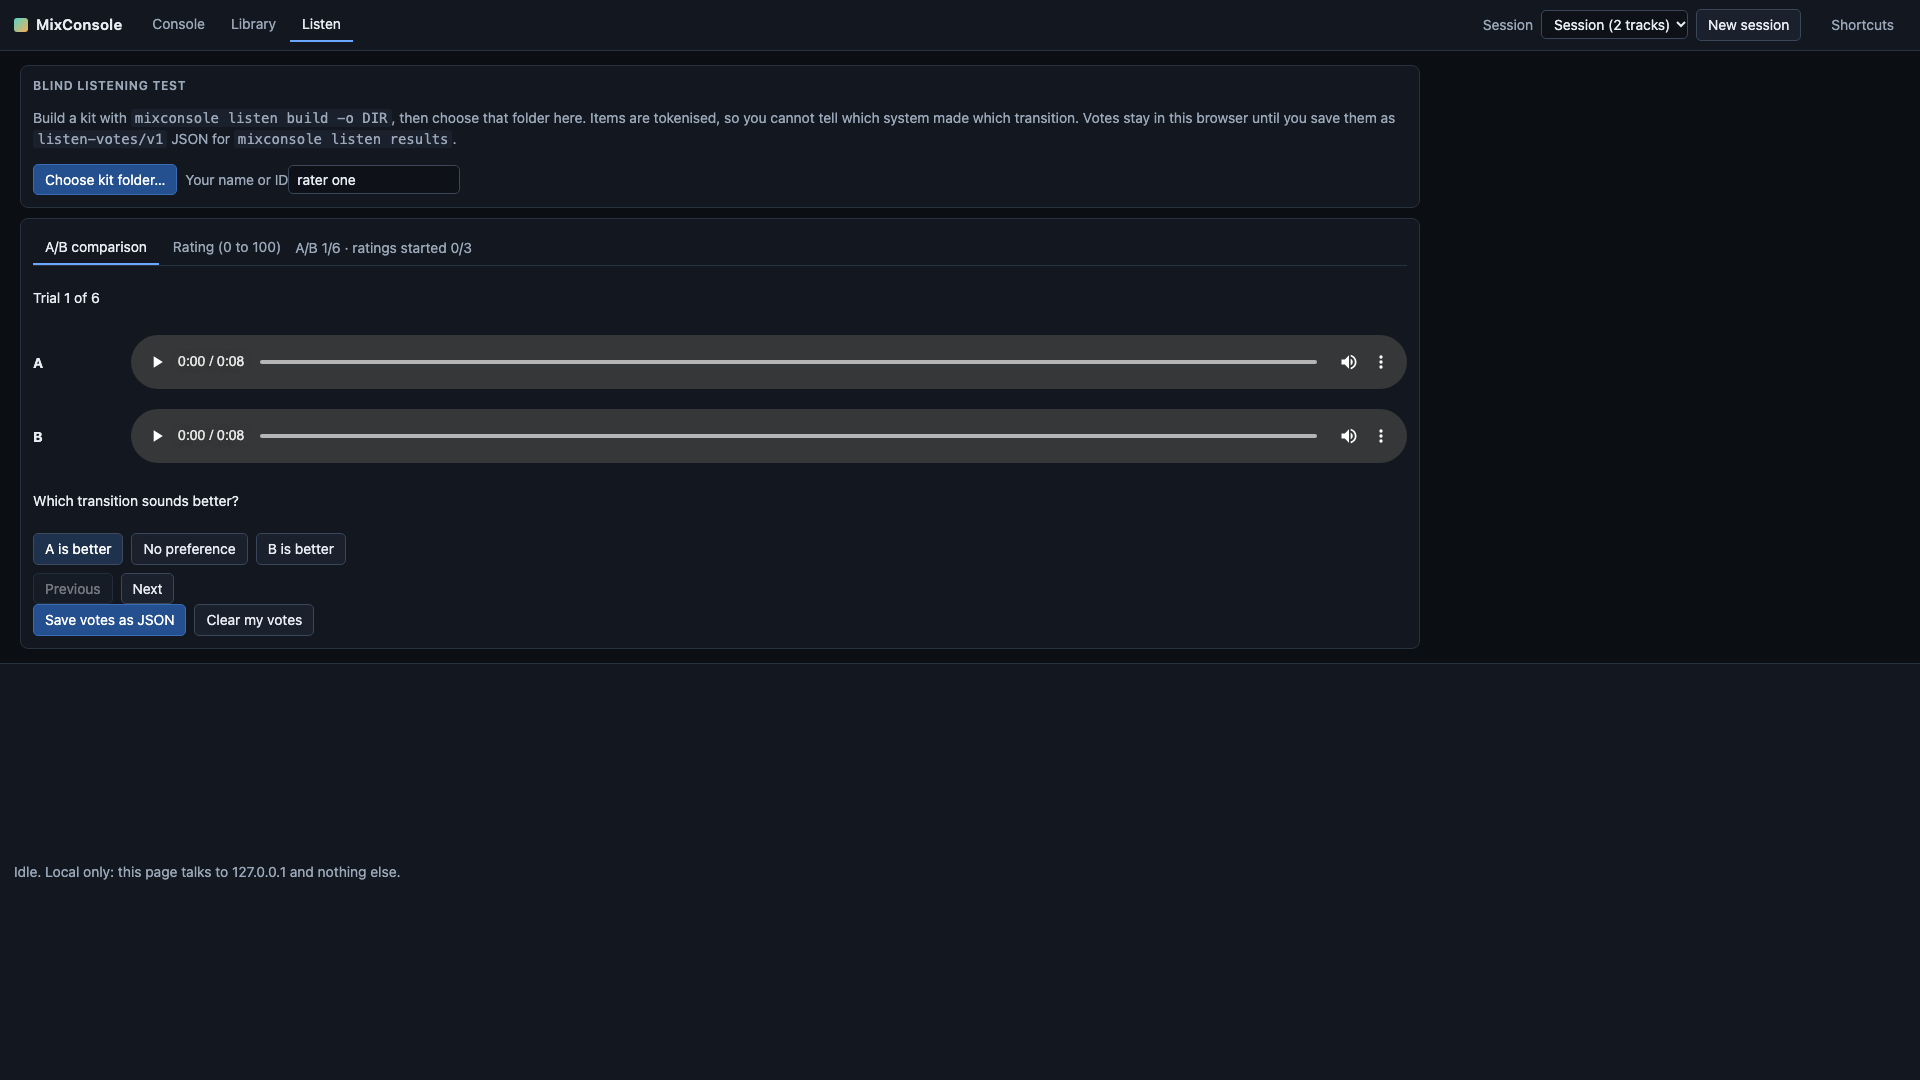 MixConsole Console Library Listen Session Session (2 tracks) New session Shortcuts
BLIND LISTENING TEST
Build a kit with mixconsole listen build -o DIR, then choose that folder here. Items are tokenised, so you cannot tell which system made which transition. Votes stay in this browser until you save them as
listen-votes/v1 JSON for mixconsole listen results.
Choose kit folder... Your name or ID rater one
A/B comparison Rating (0 to 100) A/B 1/6 · ratings started 0/3
Trial 1 of 6
A 0:00 / 0:08
B 0:00 / 0:08
Which transition sounds better?
A is better No preference B is better
Previous Next
Save votes as JSON Clear my votes
Idle. Local only: this page talks to 127.0.0.1 and nothing else.